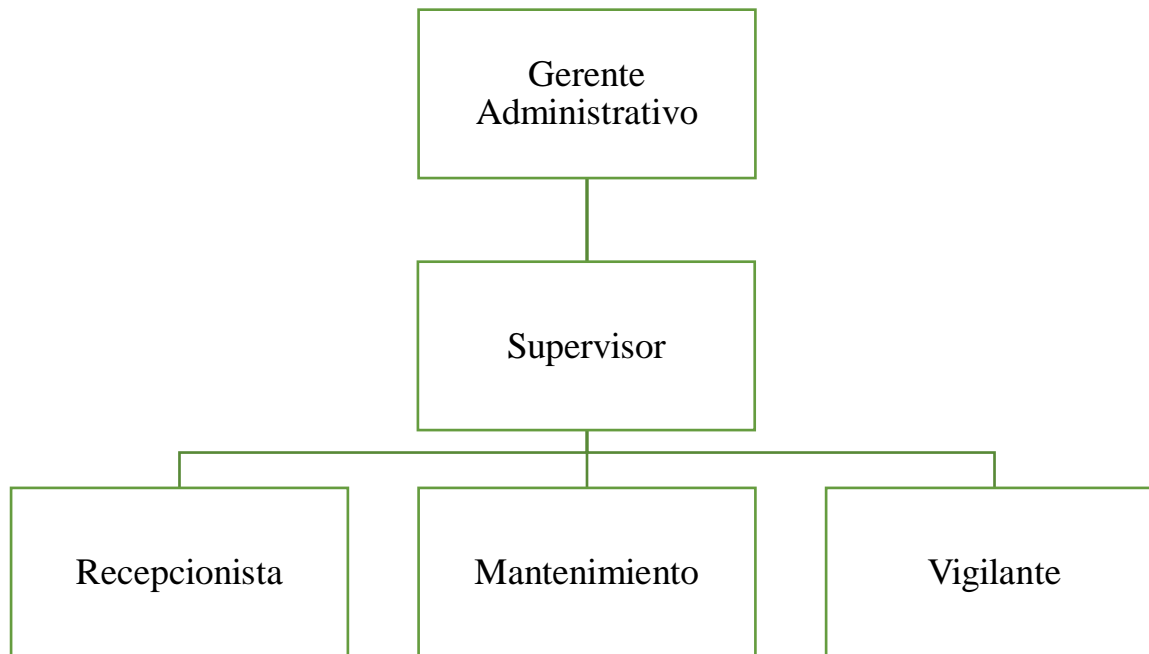 Gerente
Administrativo
Supervisor
Recepcionista
Mantenimiento
Vigilante